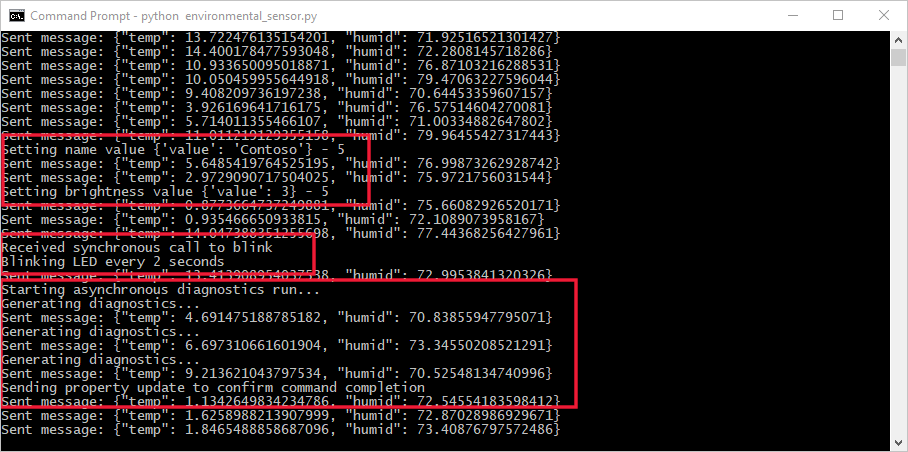 Command Prompt - python  environmental_sensor.py
Sent message: {"temp": 13.722476135154201, "humid": 71.92516521301427}
Sent message: {"temp": 14.400178477593048, "humid": 72.2808145718286}
Sent message: {"temp": 10.933650095018871, "humid": 76.87103216288531}
Sent message: {"temp": 10.050459955644918, "humid": 79.47063227596044}
Sent message: {"temp": 9.408209736197238, "humid": 70.64453359607157}
Sent message: {"temp": 3.926169641716175, "humid": 76.57514604270081}
Sent message: {"temp": 5.714011355466107, "humid": 71.00334882647802}
Sent message: {"temp": 11.011219129355158, "humid": 79.96455427317443}
Setting name value {'value': 'Contoso'} - 5
Sent message: {"temp": 5.6485419764525195, "humid": 76.99873262928742}
Sent message: {"temp": 2.9729090717504025, "humid": 75.9721756031544}
Setting brightness value {'value': 3} - 5
Sent message: {"temp": 0.8773664737249881, "humid": 75.66082926520171}
Sent message: {"temp": 0.935466650933815, "humid": 72.1089073958167}
Sent message: {"temp": 14.047388351255698, "humid": 77.44368256427961}
Received synchronous call to blink
Blinking LED every 2 seconds
Sent message: {"temp": 13.413908954037538, "humid": 72.99538413203​26}
Starting asynchronous diagnostics run...
Generating diagnostics...
Sent message: {"temp": 4.691475188785182, "humid": 70.83855947795071}
Generating diagnostics...
Sent message: {"temp": 6.697310661601904, "humid": 73.34550208521291}
Generating diagnostics...
Sent message: {"temp": 9.213621043797534, "humid": 70.52548134740996}
Sending property update to confirm command completion
Sent message: {"temp": 1.1342649834234786, "humid": 72.54554183598412}
Sent message: {"temp": 1.6258988213907999, "humid": 72.87028986929671}
Sent message: {"temp": 1.8465488858687096, "humid": 73.40876797572486}